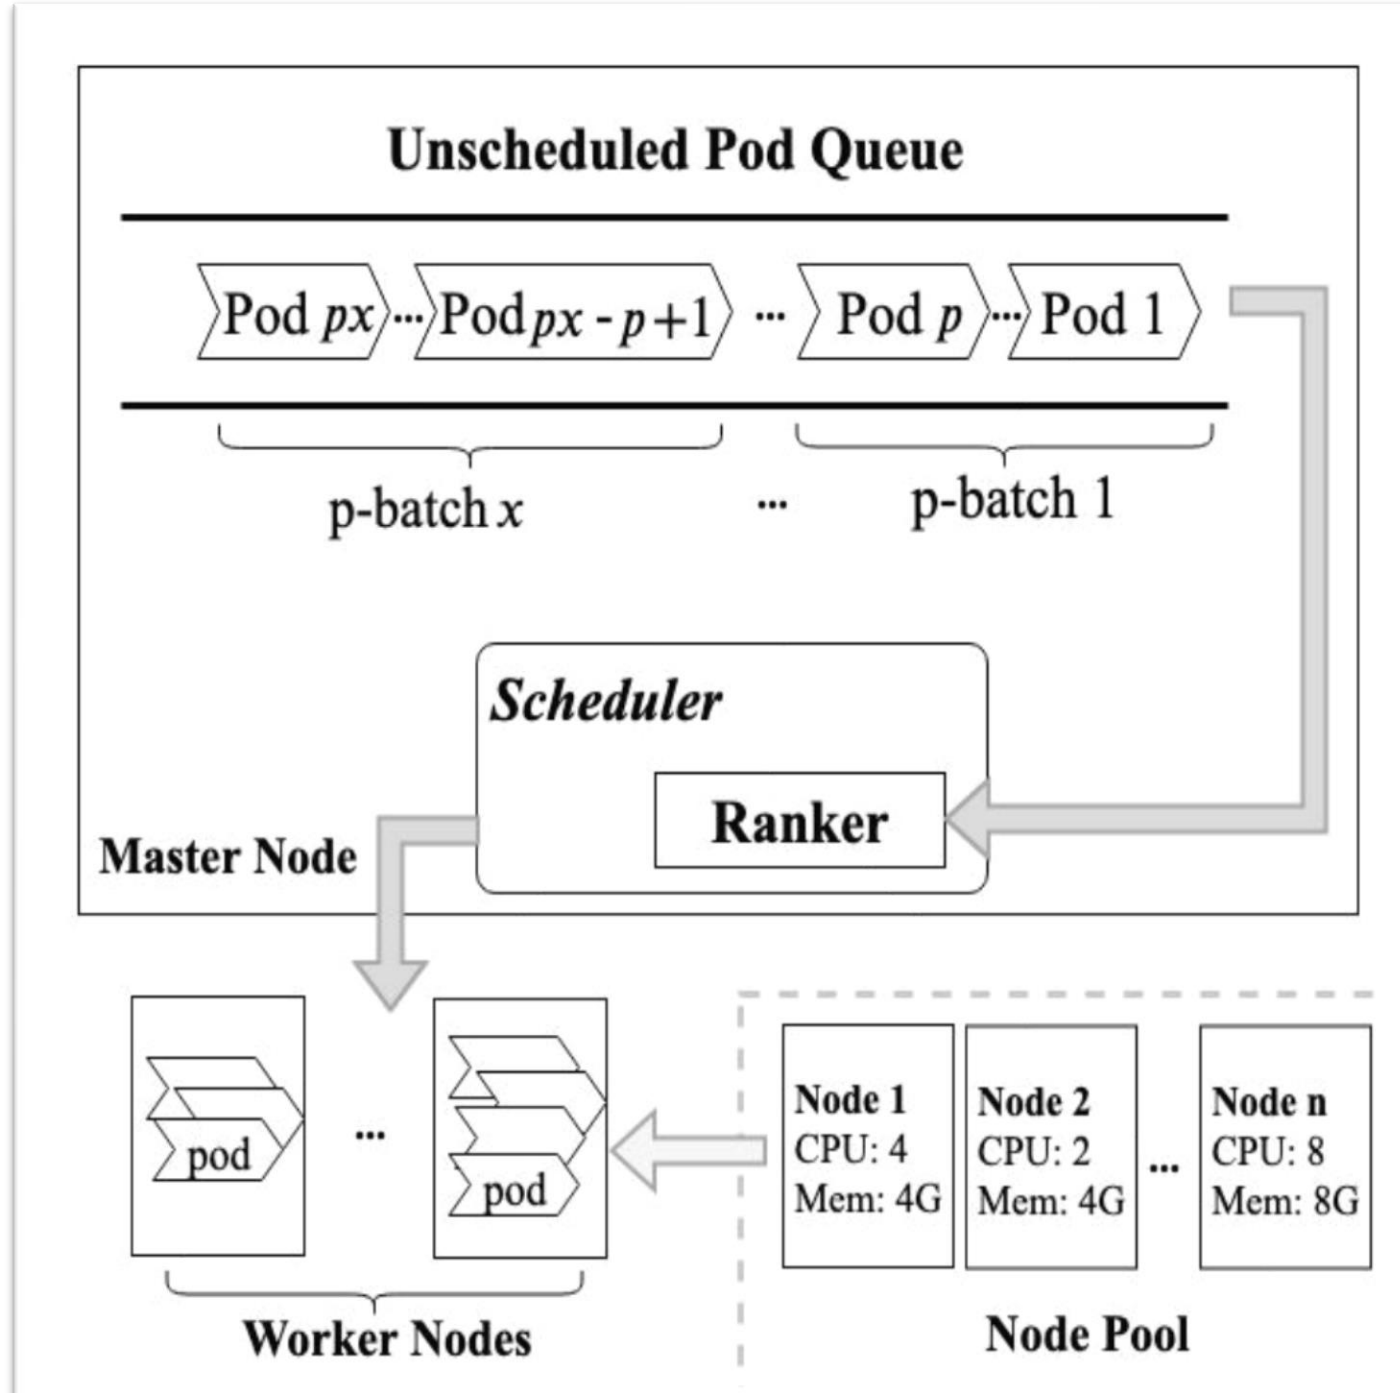 Unscheduled Pod Queue
Pod px ... Pod px - p+1 ... Pod p ... Pod 1
p-batch x ... p-batch 1
Scheduler
Ranker
Master Node
pod ... pod
Worker Nodes
Node 1
CPU: 4
Mem: 4G
Node 2
CPU: 2
Mem: 4G
...
Node n
CPU: 8
Mem: 8G
Node Pool